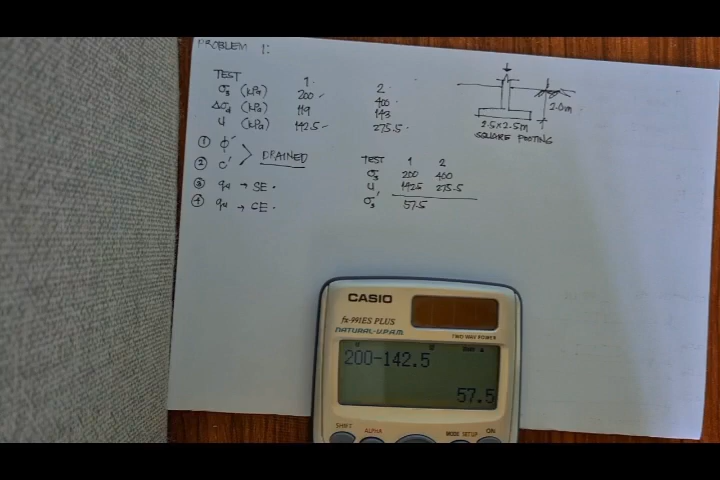 PROBLEM 1:
TEST 1 2
σ3 (kPa) 200 400
Δσd (kPa) 119 143
u (kPa) 142.5 275.5
① φ'
② c' > DRAINED
③ qu → SE
④ qu → CE
2.0m
2.5×2.5m
SQUARE FOOTING
TEST 1 2
σ3 200 400
u 142.5 275.5
σ3' 57.5
CASIO
fx-991ES PLUS
NATURAL-V.P.A.M.
TWO WAY POWER
200-142.5
57.5
SHIFT ALPHA MODE SETUP ON